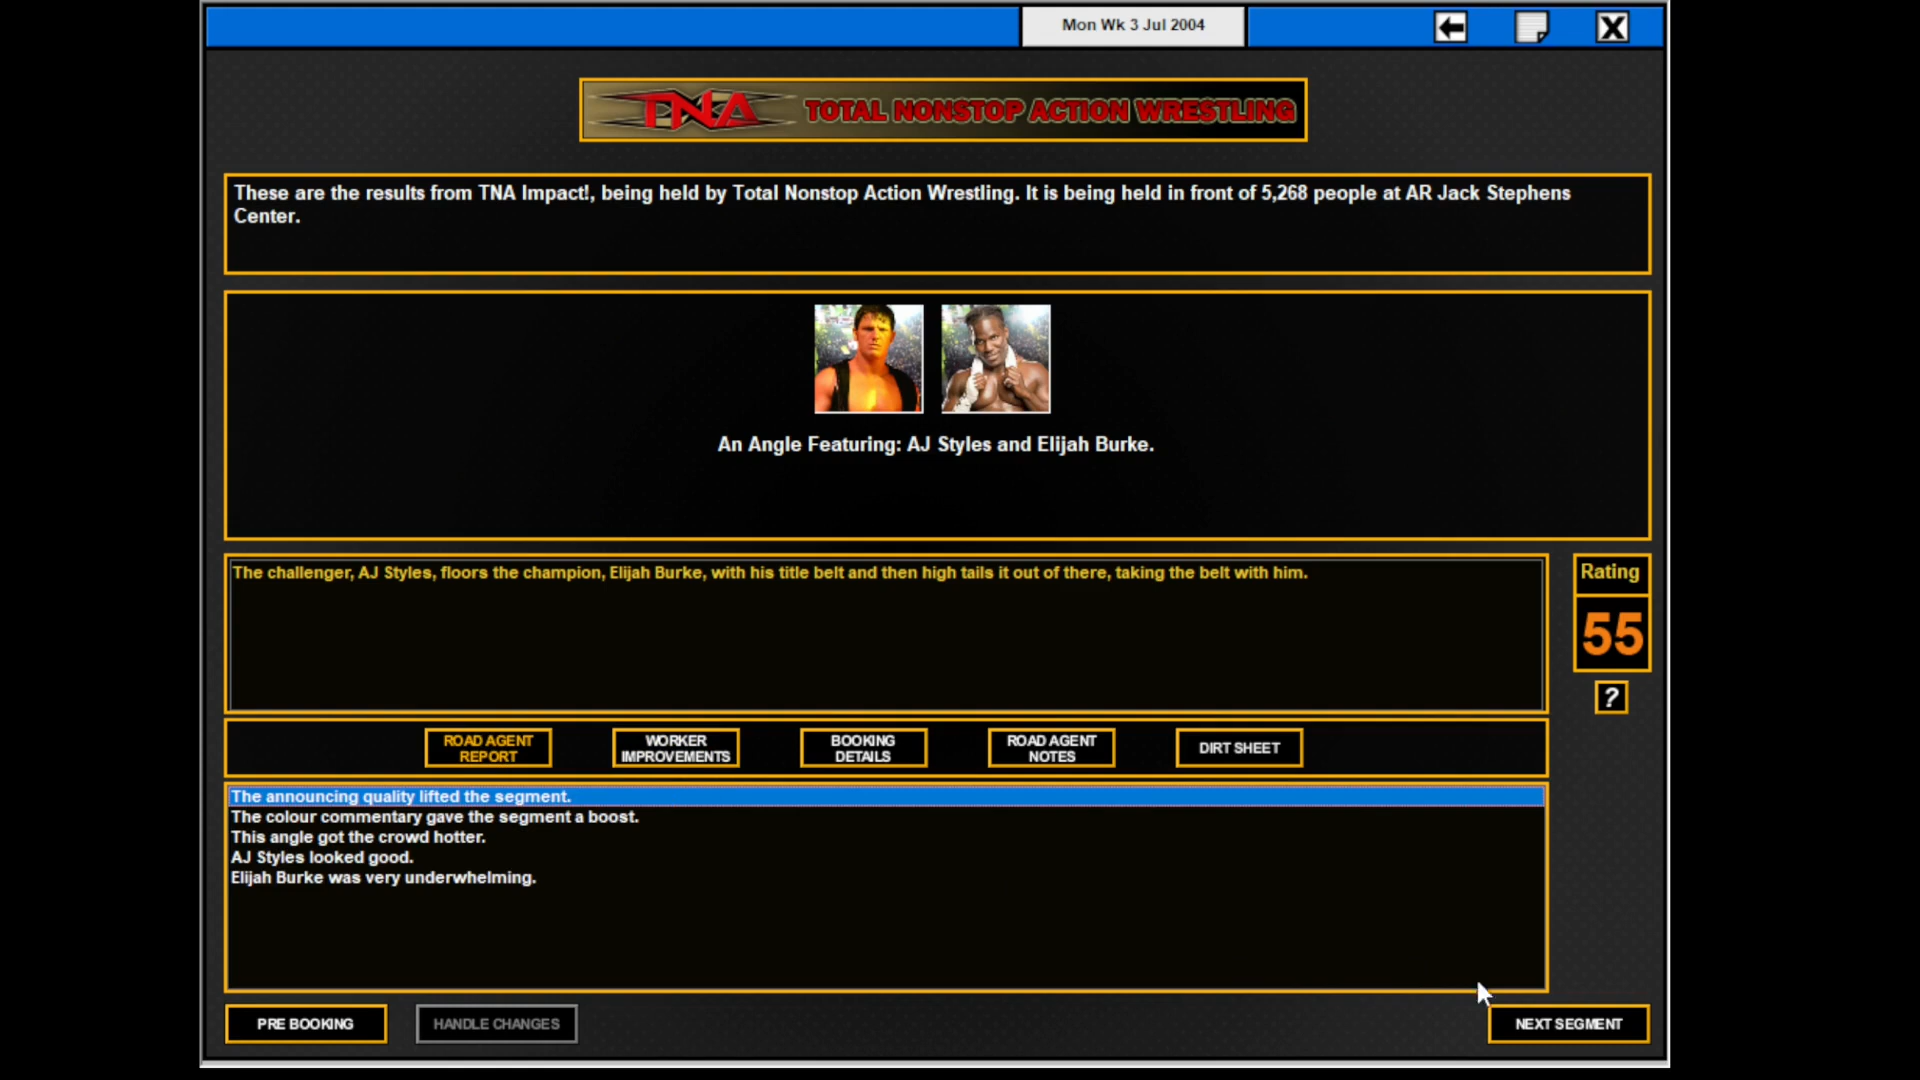 Mon Wk 3 Jul 2004
TNA TOTAL NONSTOP ACTION WRESTLING
These are the results from TNA Impact!, being held by Total Nonstop Action Wrestling. It is being held in front of 5,268 people at AR Jack Stephens
Center.
An Angle Featuring: AJ Styles and Elijah Burke.
The challenger, AJ Styles, floors the champion, Elijah Burke, with his title belt and then high tails it out of there, taking the belt with him.
Rating
55
?
ROAD AGENT
REPORT
WORKER
IMPROVEMENTS
BOOKING
DETAILS
ROAD AGENT
NOTES
DIRT SHEET
The announcing quality lifted the segment.
The colour commentary gave the segment a boost.
This angle got the crowd hotter.
AJ Styles looked good.
Elijah Burke was very underwhelming.
PRE BOOKING
HANDLE CHANGES
NEXT SEGMENT